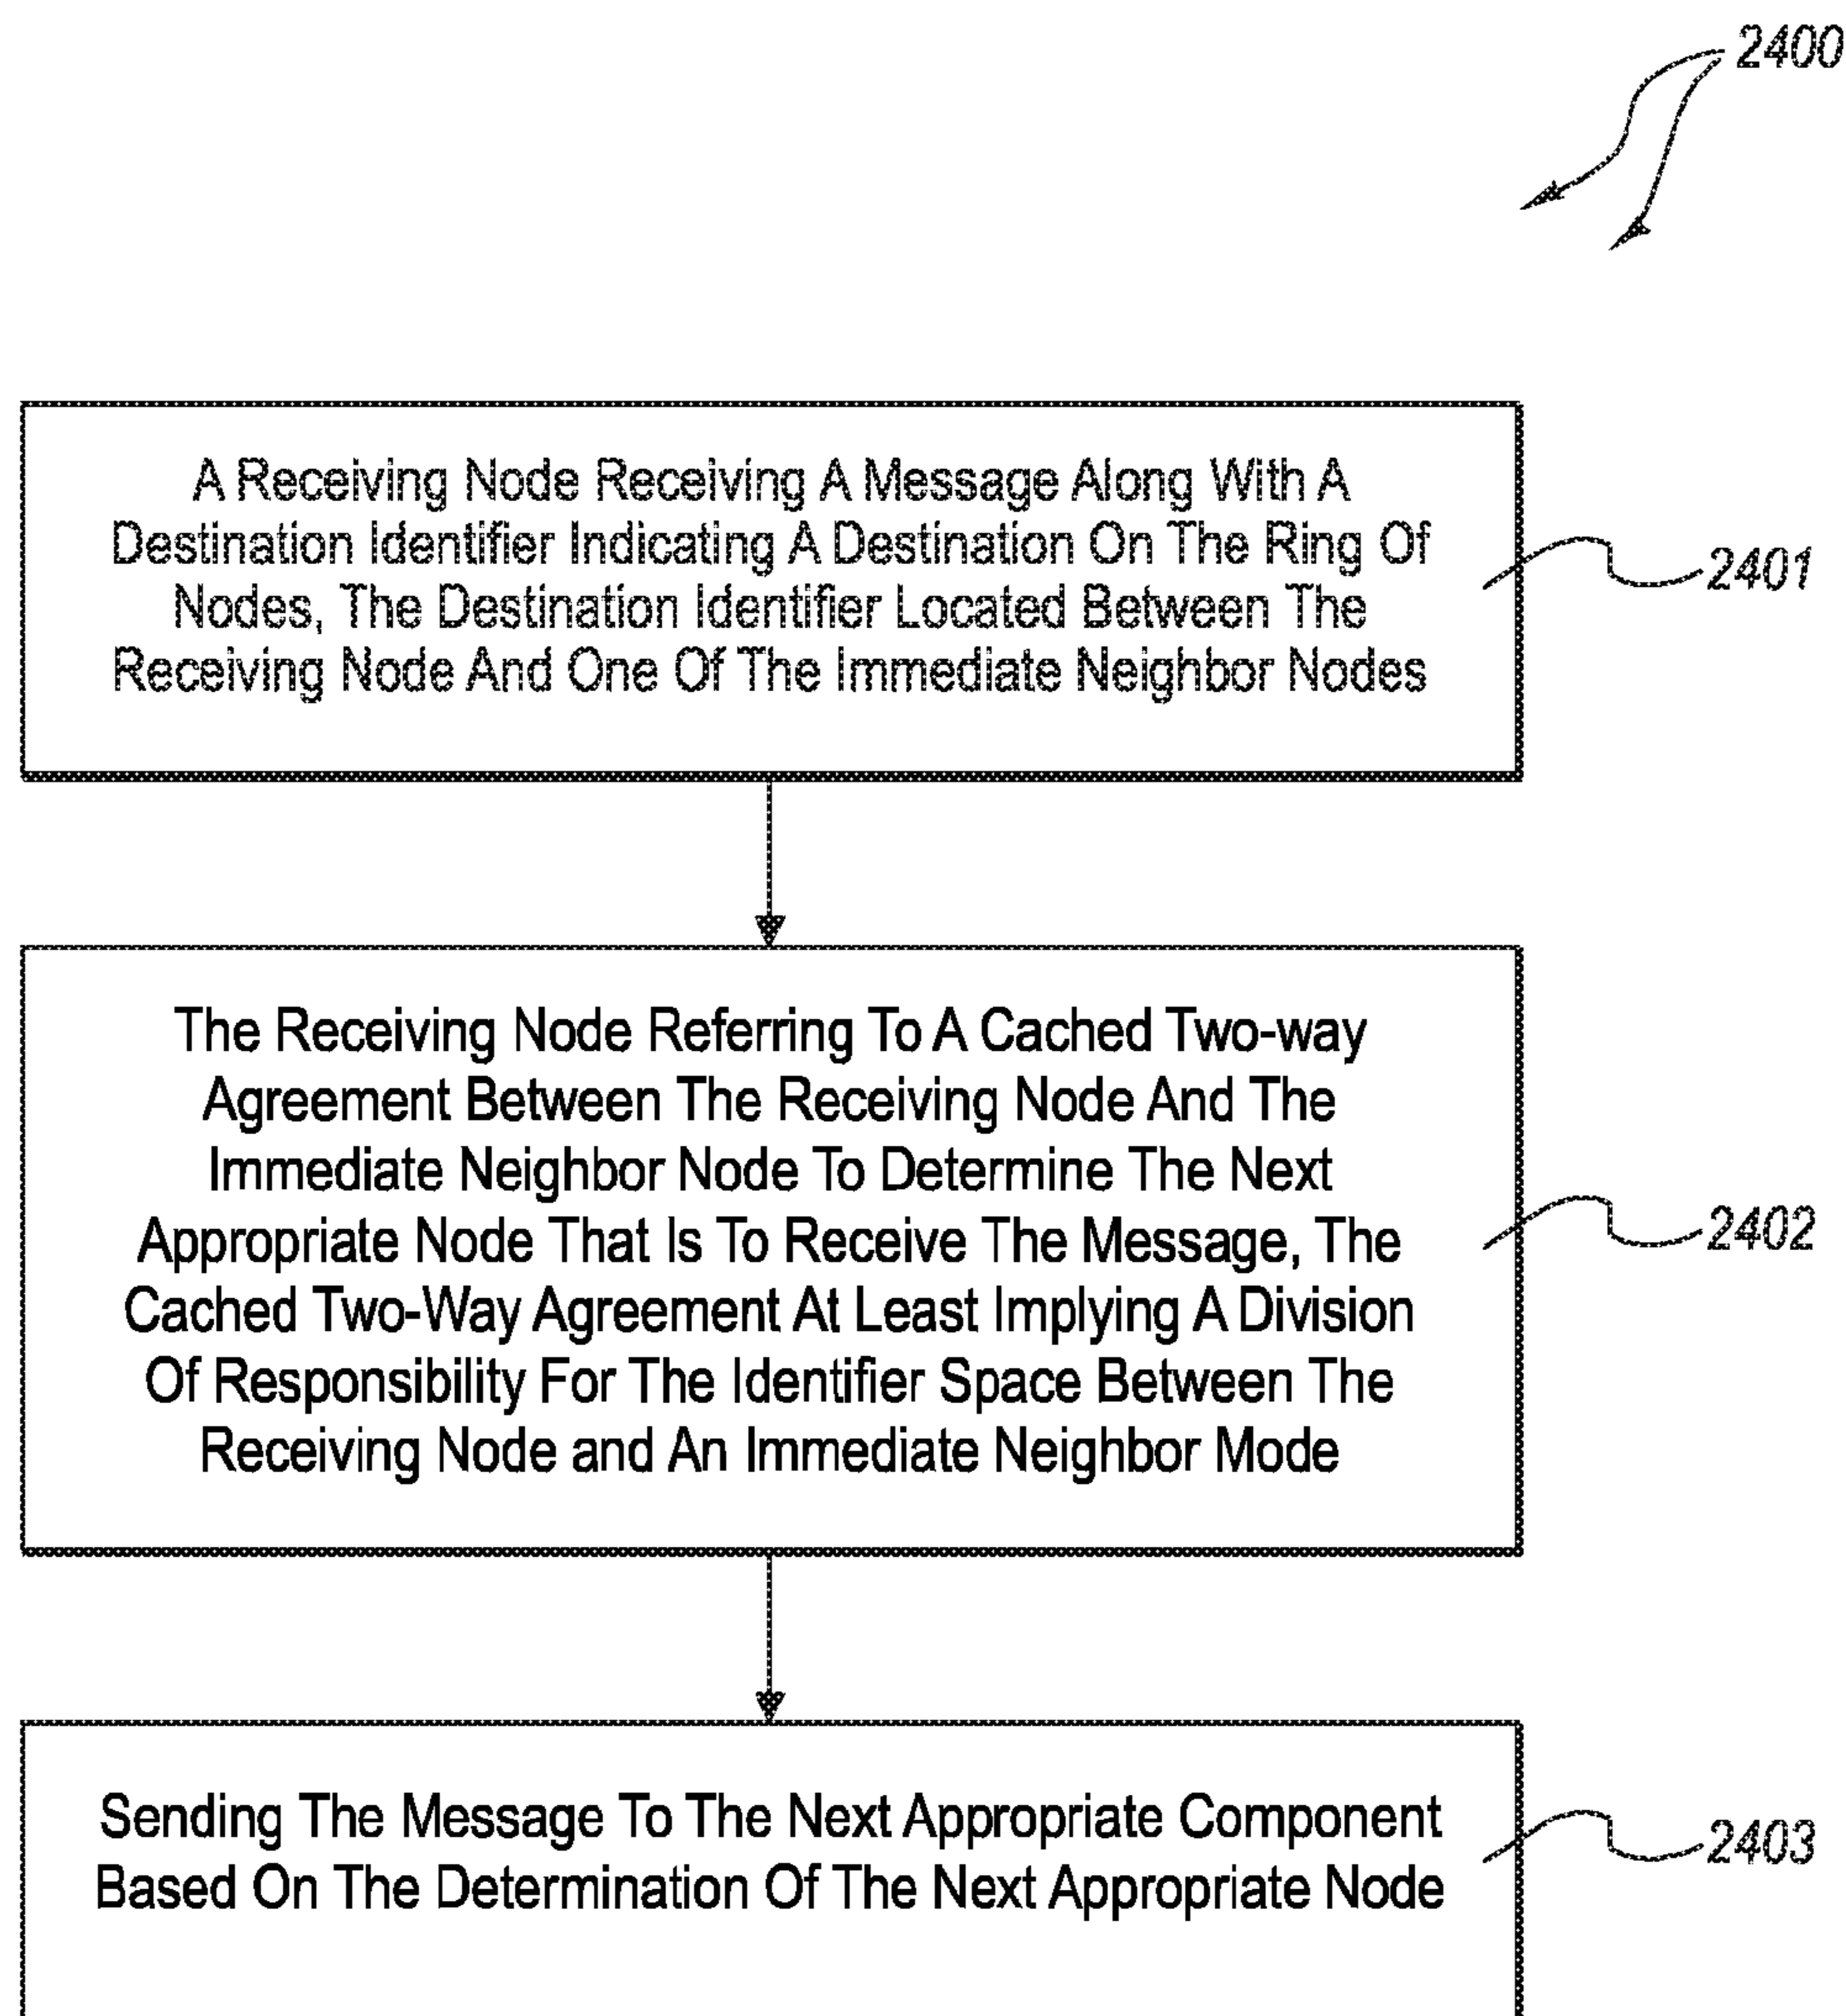 2400
A Receiving Node Receiving A Message Along With A
Destination Identifier Indicating A Destination On The Ring Of
Nodes, The Destination Identifier Located Between The
Receiving Node And One Of The Immediate Neighbor Nodes
2401
The Receiving Node Referring To A Cached Two-way
Agreement Between The Receiving Node And The
Immediate Neighbor Node To Determine The Next
Appropriate Node That Is To Receive The Message, The
Cached Two-Way Agreement At Least Implying A Division
Of Responsibility For The Identifier Space Between The
Receiving Node and An Immediate Neighbor Mode
2402
Sending The Message To The Next Appropriate Component
Based On The Determination Of The Next Appropriate Node
2403